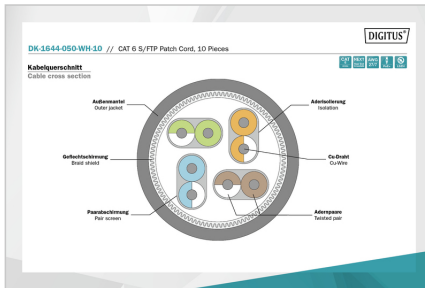 DIGITUS®
DK-1644-050-WH-10 // CAT 6 S/FTP Patch Cord, 10 Pieces
Kabelquerschnitt
Cable cross section
Außenmantel
Outer jacket
Aderisolierung
Isolation
Geflechtschirmung
Braid shield
Cu-Draht
Cu-Wire
Paarabschirmung
Pair screen
Adernpaare
Twisted pair